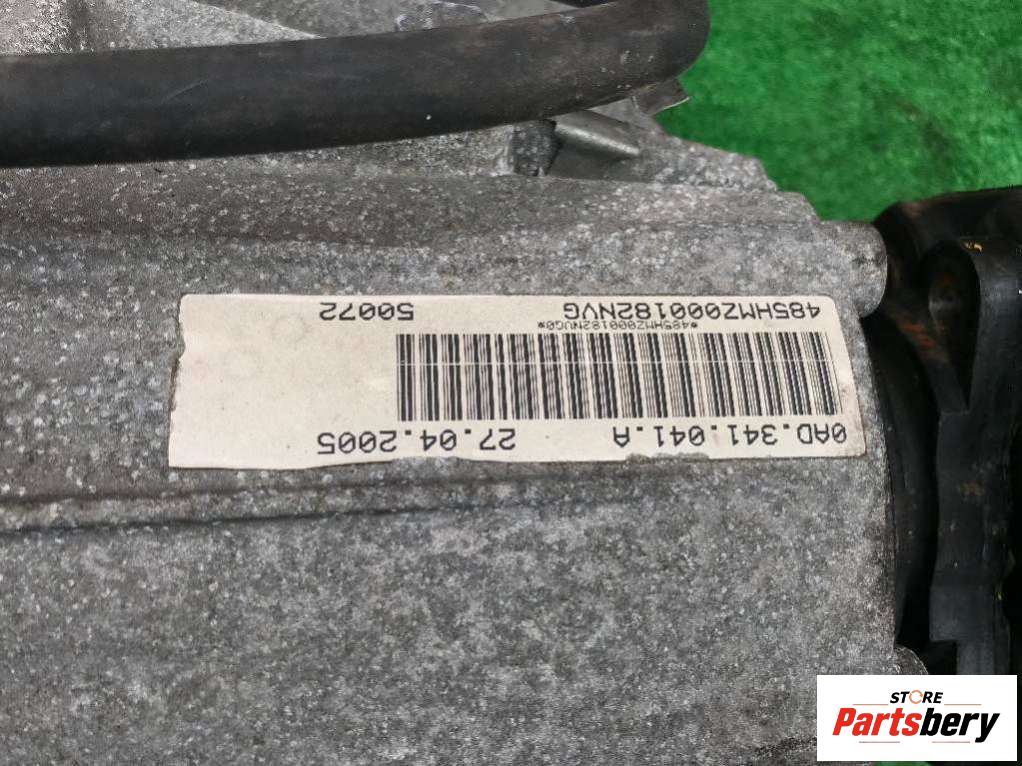 0AD.341.041.A 27.04.2005
*485HMZ000182NVG0*
485HMZ000182NVG 50072
STORE
Partsbery